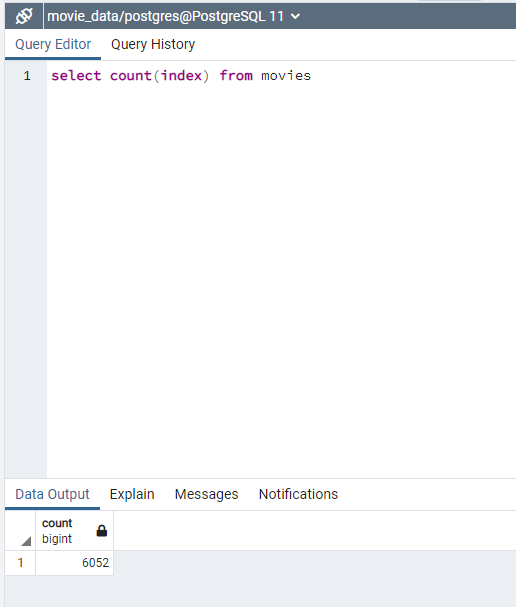 movie_data/postgres@PostgreSQL 11
Query Editor Query History
1 select count(index) from movies
Data Output Explain Messages Notifications
count
bigint
1 6052